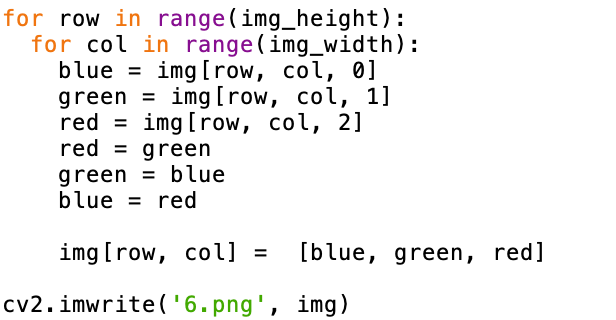 for row in range(img_height):
  for col in range(img_width):
    blue = img[row, col, 0]
    green = img[row, col, 1]
    red = img[row, col, 2]
    red = green
    green = blue
    blue = red

    img[row, col] =  [blue, green, red]

cv2.imwrite('6.png', img)